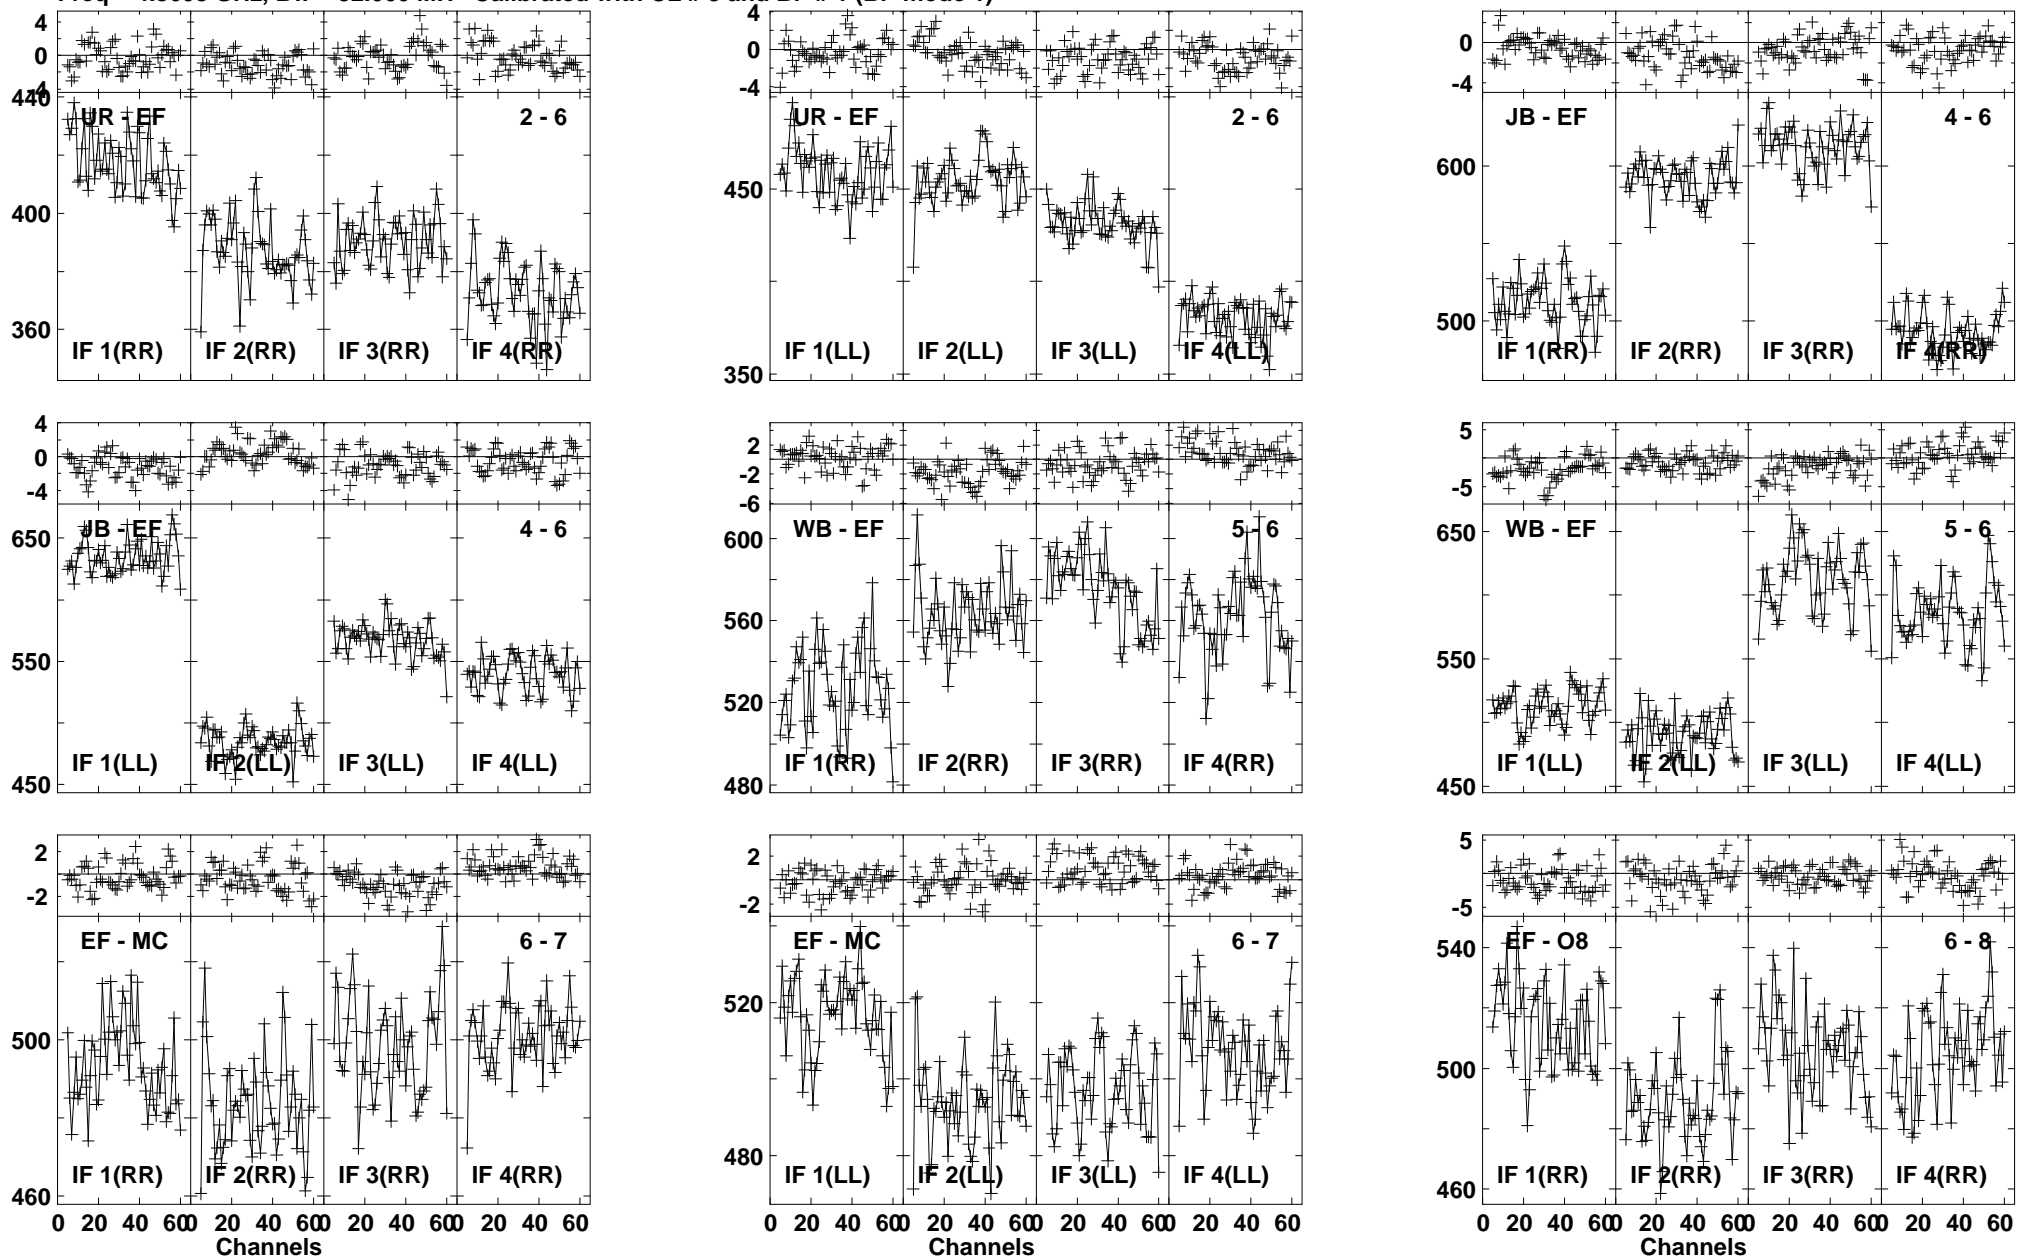 4 0 4
440 400 360
UR - EF 2 - 6
IF 1(RR) IF 2(RR) IF 3(RR) IF 4(RR)
4 0 -4
450 350
UR - EF 2 - 6
IF 1(LL) IF 2(LL) IF 3(LL) IF 4(LL)
0 -4
600 500
JB - EF 4 - 6
IF 1(RR) IF 2(RR) IF 3(RR) IF 4(RR)
4 0 -4
650 550 450
JB - EF 4 - 6
IF 1(LL) IF 2(LL) IF 3(LL) IF 4(LL)
2 -2 -6
600 560 520 480
WB - EF 5 - 6
IF 1(RR) IF 2(RR) IF 3(RR) IF 4(RR)
5 -5
650 550 450
WB - EF 5 - 6
IF 1(LL) IF 2(LL) IF 3(LL) IF 4(LL)
2 -2
500 460
EF - MC 6 - 7
IF 1(RR) IF 2(RR) IF 3(RR) IF 4(RR)
0 20 40 60 0 20 40 60 0 20 40 60 0 20 40 60
Channels
2 -2
520 480
EF - MC 6 - 7
IF 1(LL) IF 2(LL) IF 3(LL) IF 4(LL)
0 20 40 60 0 20 40 60 0 20 40 60 0 20 40 60
Channels
5 -5
540 500 460
EF - O8 6 - 8
IF 1(RR) IF 2(RR) IF 3(RR) IF 4(RR)
0 20 40 60 0 20 40 60 0 20 40 60 0 20 40 60
Channels